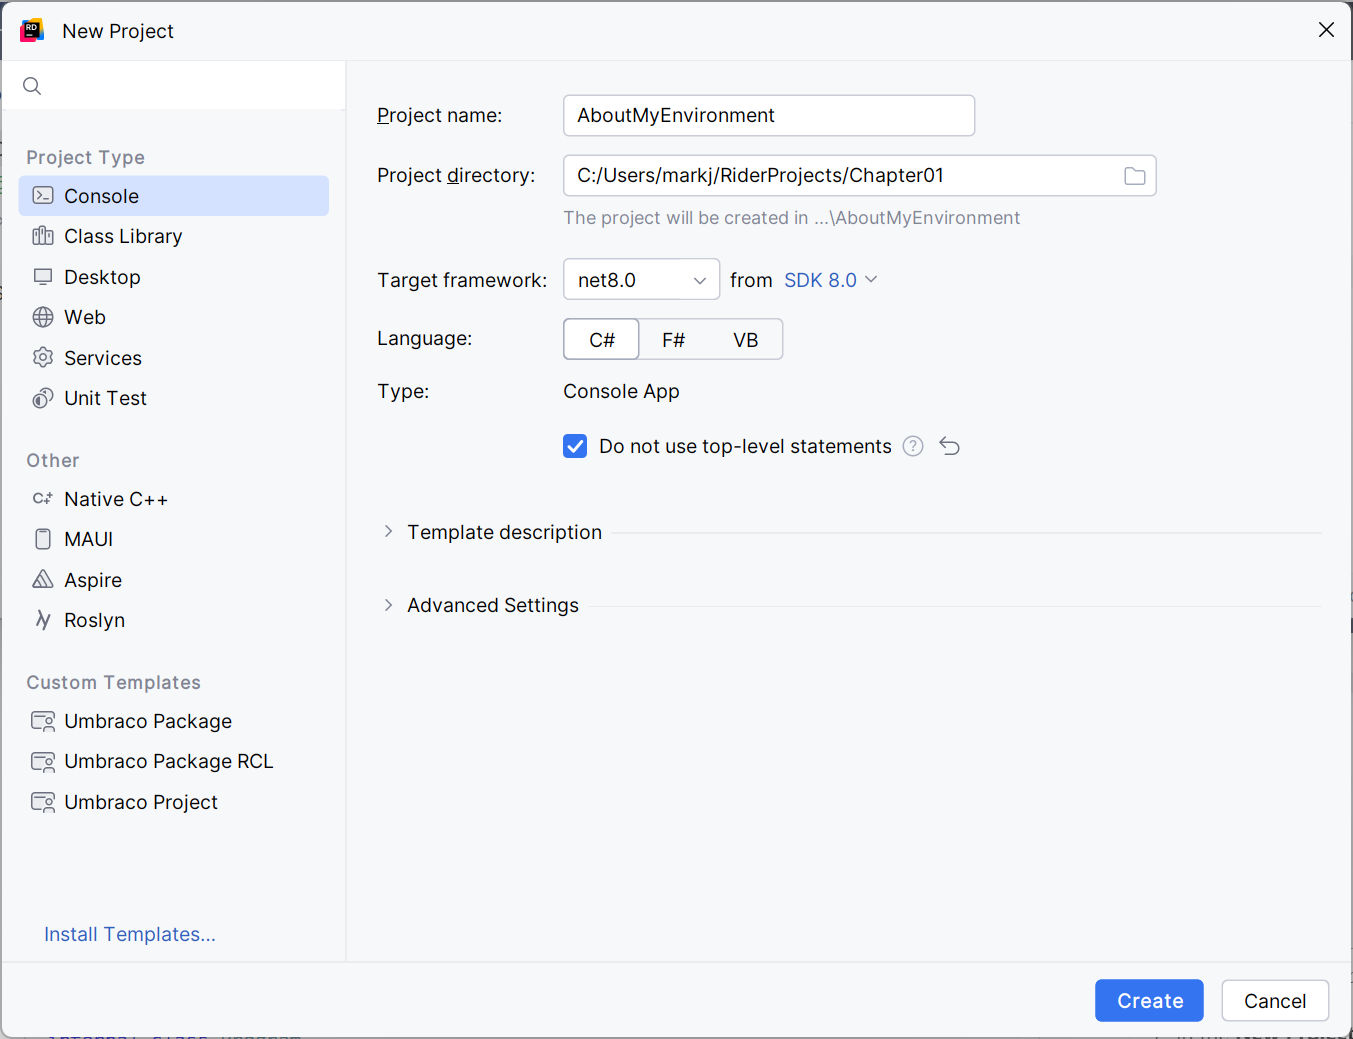 New Project
Project Type
Console
Class Library
Desktop
Web
Services
Unit Test
Other
Native C++
MAUI
Aspire
Roslyn
Custom Templates
Umbraco Package
Umbraco Package RCL
Umbraco Project
Install Templates...
Project name: AboutMyEnvironment
Project directory: C:/Users/markj/RiderProjects/Chapter01
The project will be created in ...\AboutMyEnvironment
Target framework: net8.0 from SDK 8.0
Language: C# F# VB
Type: Console App
Do not use top-level statements ?
Template description
Advanced Settings
Create Cancel